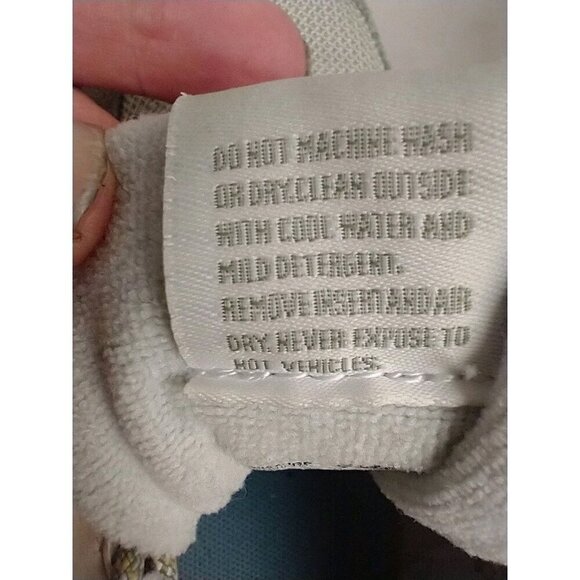 DO NOT MACHINE WASH
OR DRY.CLEAN OUTSIDE
WITH COOL WATER AND
MILD DETERGENT.
REMOVE INSERT AND AIR
DRY. NEVER EXPOSE TO
HOT VEHICLES.